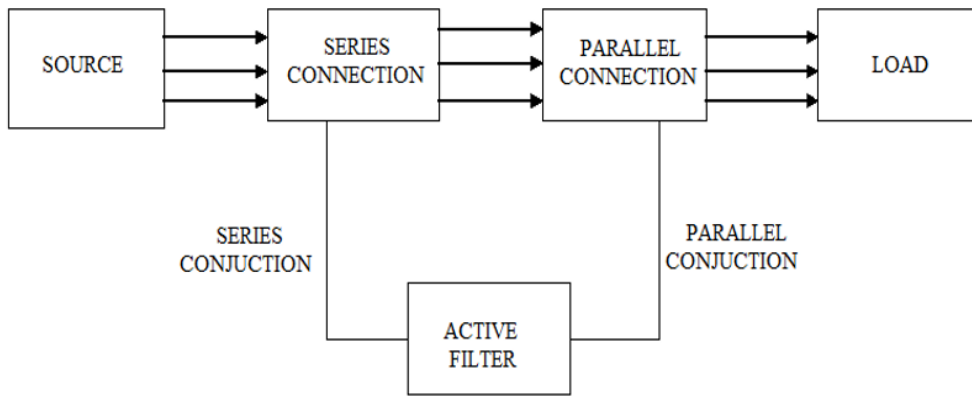 SOURCE
SERIES
CONNECTION
PARALLEL
CONNECTION
LOAD
SERIES
CONJUCTION
PARALLEL
CONJUCTION
ACTIVE
FILTER